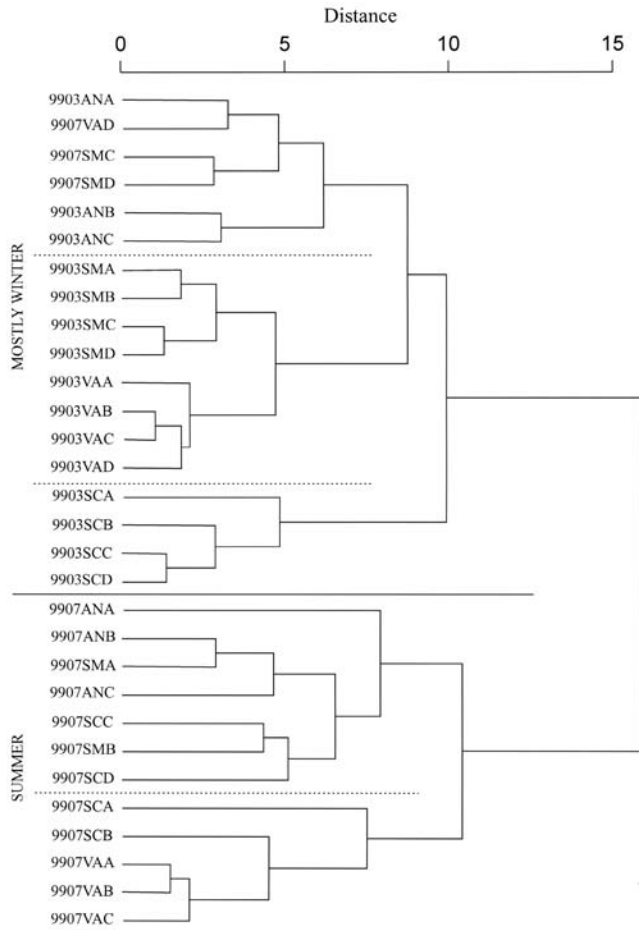 Distance
0 5 10 15
MOSTLY WINTER
9903ANA
9907VAD
9907SMC
9907SMD
9903ANB
9903ANC
9903SMA
9903SMB
9903SMC
9903SMD
9903VAA
9903VAB
9903VAC
9903VAD
9903SCA
9903SCB
9903SCC
9903SCD
SUMMER
9907ANA
9907ANB
9907SMA
9907ANC
9907SCC
9907SMB
9907SCD
9907SCA
9907SCB
9907VAA
9907VAB
9907VAC